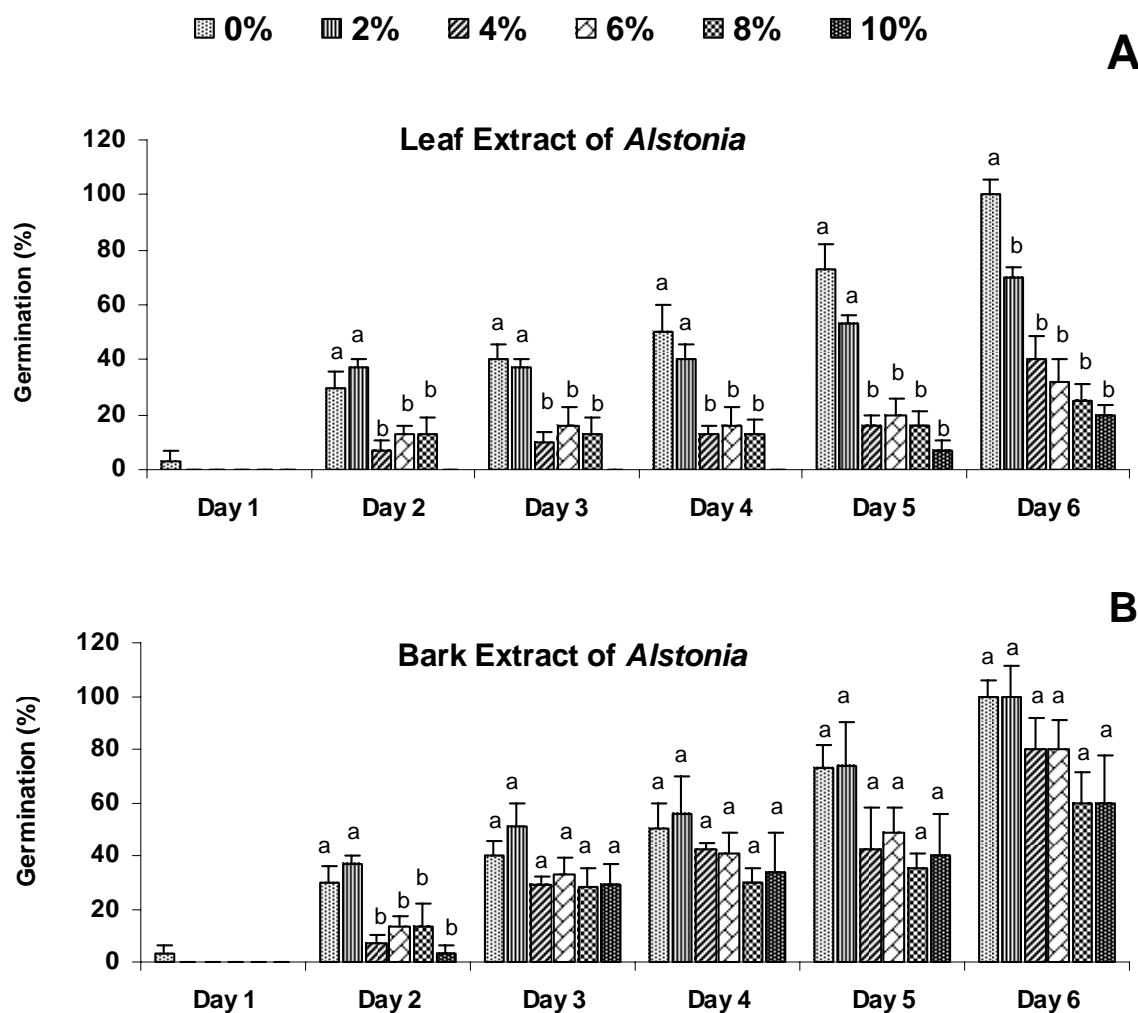 0% 2% 4% 6% 8% 10%
A
Leaf Extract of Alstonia
Germination (%)
120
100
80
60
40
20
0
a a b b b
a a b b b
a a b b b
a a b b b b
a b b b b b
Day 1 Day 2 Day 3 Day 4 Day 5 Day 6
B
Bark Extract of Alstonia
Germination (%)
120
100
80
60
40
20
0
a a b b b b
a a a a a a
a a a a a a
a a a a a a
a a a a a a
Day 1 Day 2 Day 3 Day 4 Day 5 Day 6